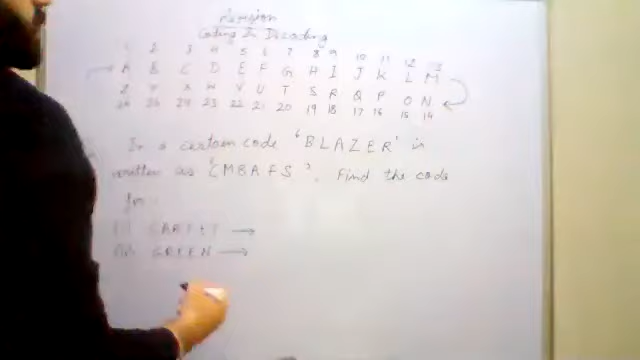 Revision
Coding & Decoding
1 2 3 4 5 6 7 8 9 10 11 12 13
A B C D E F G H I J K L M
Z Y X W V U T S R Q P O N
26 25 24 23 22 21 20 19 18 17 16 15 14
In a certain code 'BLAZER' is
written as 'CMBAFS'. Find the code
for :
(ii) GREEN →